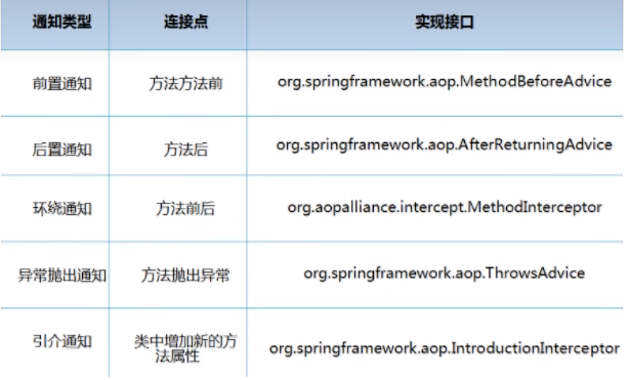 通知类型 连接点 实现接口
前置通知 方法方法前 org.springframework.aop.MethodBeforeAdvice
后置通知 方法后 org.springframework.aop.AfterReturningAdvice
环绕通知 方法前后 org.aopalliance.intercept.MethodInterceptor
异常抛出通知 方法抛出异常 org.springframework.aop.ThrowsAdvice
引介通知 类中增加新的方
法属性 org.springframework.aop.IntroductionInterceptor